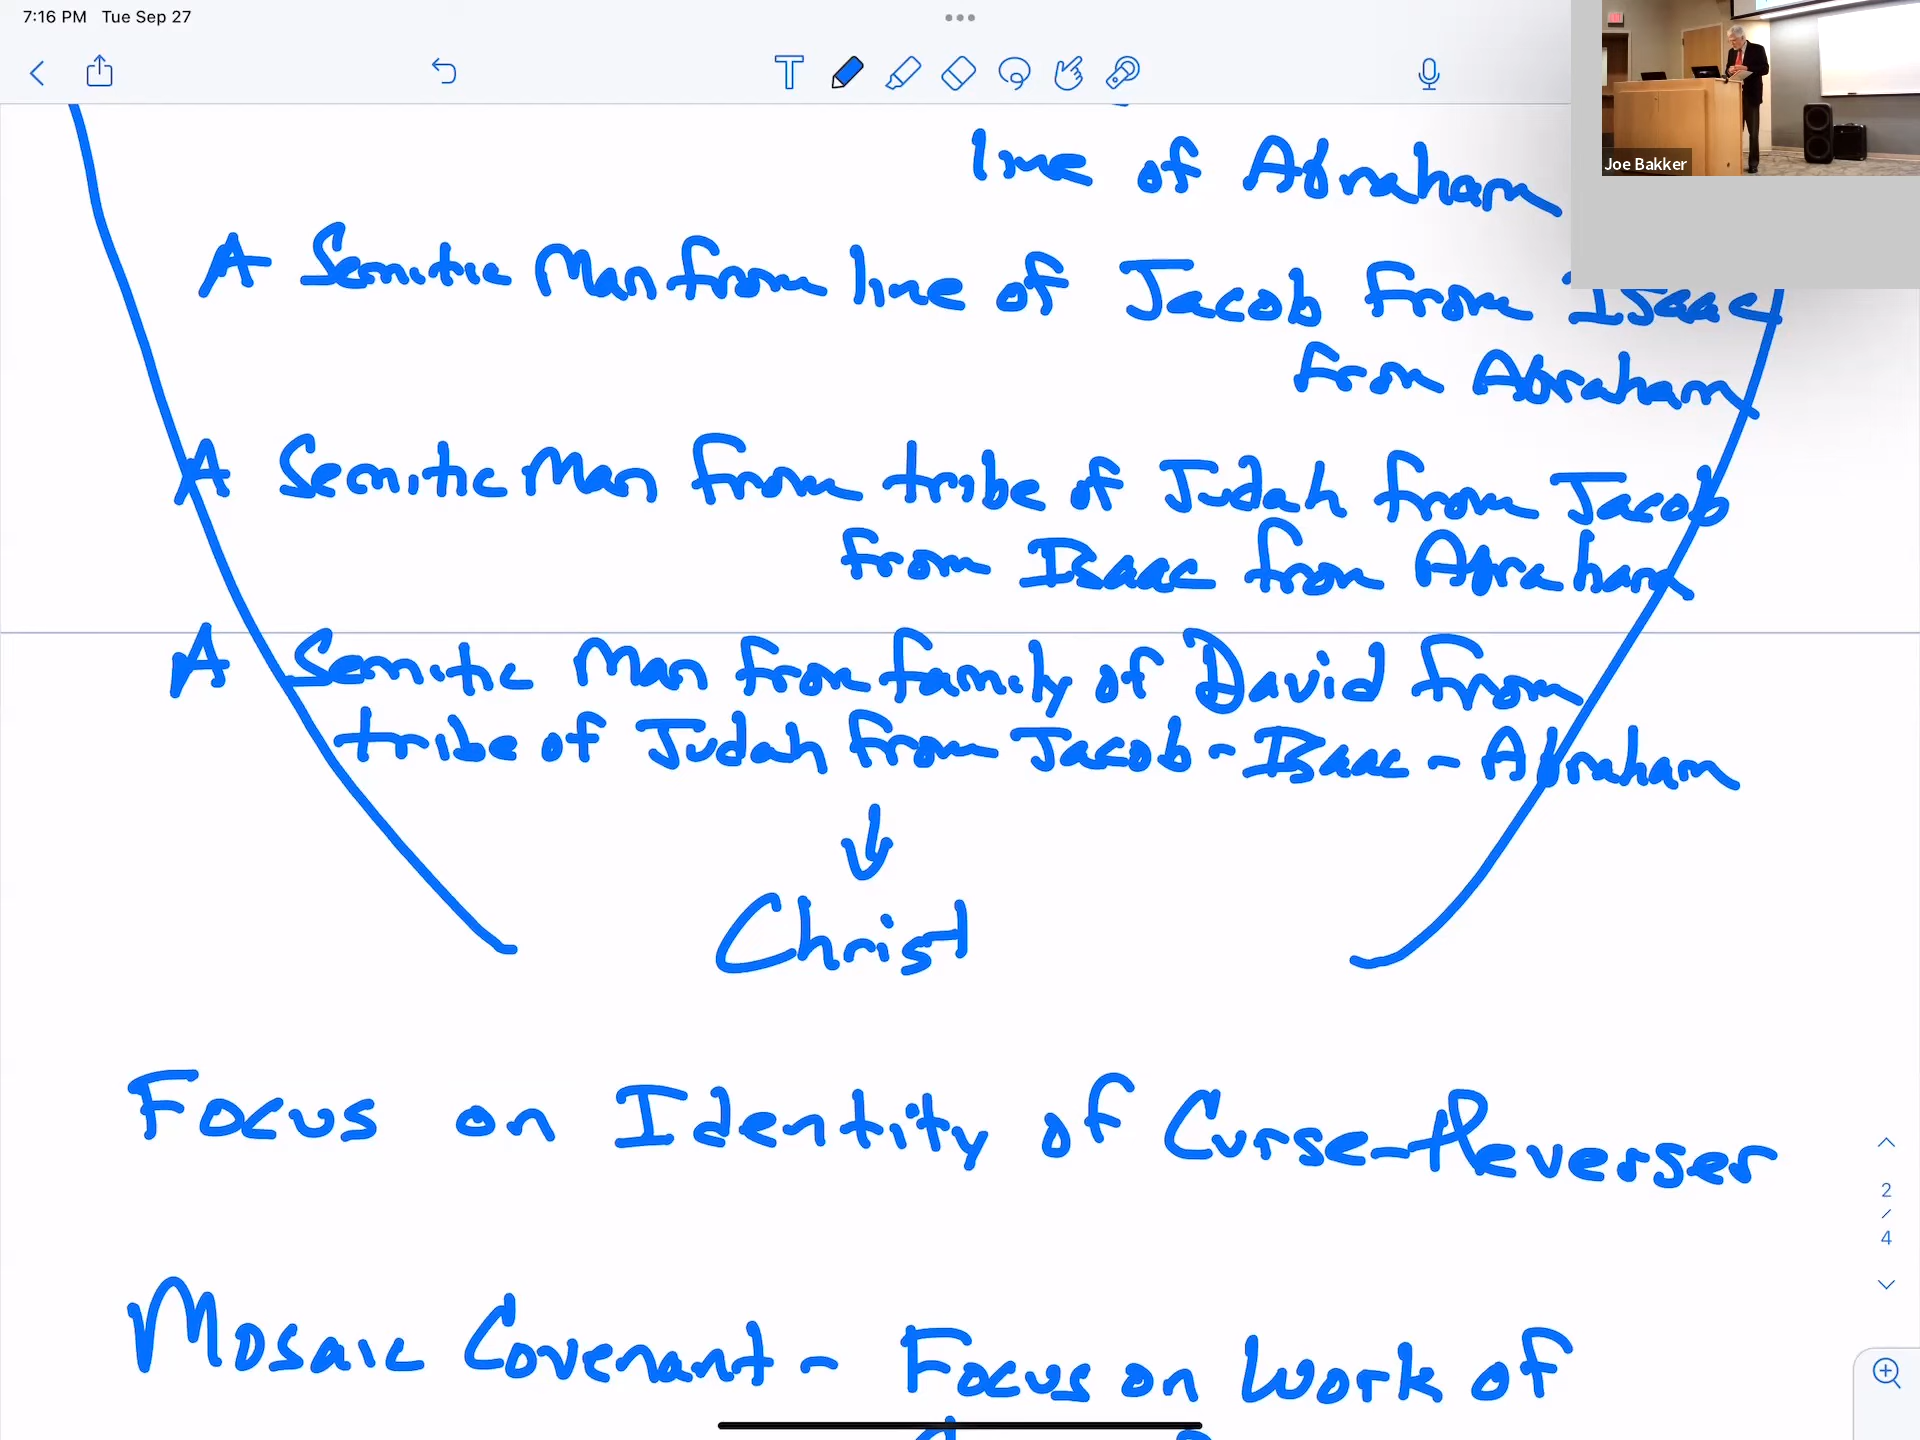 7:16 PM Tue Sep 27
Joe Bakker
line of Abraham
A Semitic Man from line of Jacob from Isaac
from Abraham
A Semitic Man from tribe of Judah from Jacob
from Isaac from Abraham
A Semitic Man from family of David from
tribe of Judah from Jacob - Isaac - Abraham
Christ
Focus on Identity of Curse-Reverser
2
/
4
Mosaic Covenant - Focus on Work of